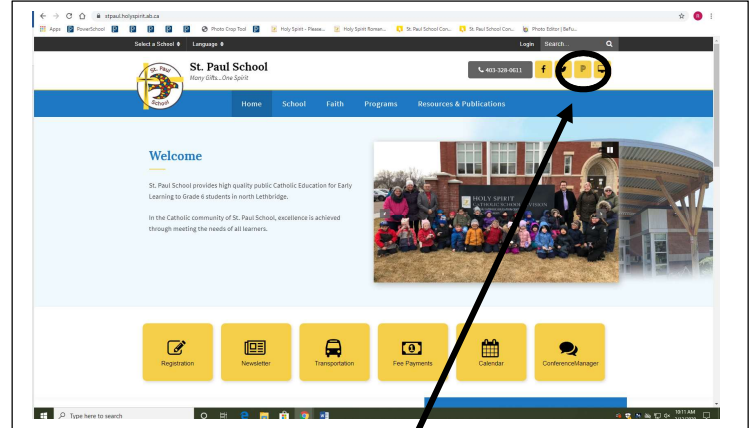 stpaul.holyspirit.ab.ca
Apps PowerSchool Photo Crop Tool Holy Spirit - Please... Holy Spirit Roman... St. Paul School Con... St. Paul School Con... Photo Editor | BeFu...
Select a School Language Login Search...
St. Paul School
Many Gifts...One Spirit
St. Paul
School
403-328-0611
Home School Faith Programs Resources & Publications
Welcome
St. Paul School provides high quality public Catholic Education for Early
Learning to Grade 6 students in north Lethbridge.
In the Catholic community of St. Paul School, excellence is achieved
through meeting the needs of all learners.
HOLY SPIRIT
CATHOLIC SCHOOL DIVISION
Registration Newsletter Transportation Fee Payments Calendar ConferenceManager
Type here to search
10:11 AM